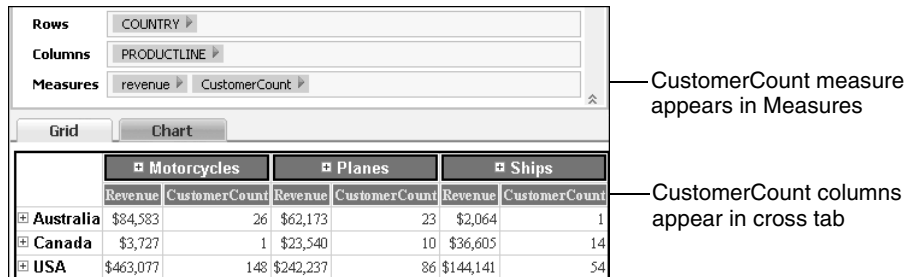 Rows COUNTRY
Columns PRODUCTLINE
Measures revenue CustomerCount
CustomerCount measure
appears in Measures
Grid Chart
Motorcycles Planes Ships
Revenue CustomerCount Revenue CustomerCount Revenue CustomerCount
CustomerCount columns
appear in cross tab
Australia $84,583 26 $62,173 23 $2,064 1
Canada $3,727 1 $23,540 10 $36,605 14
USA $463,077 148 $242,237 86 $144,141 54